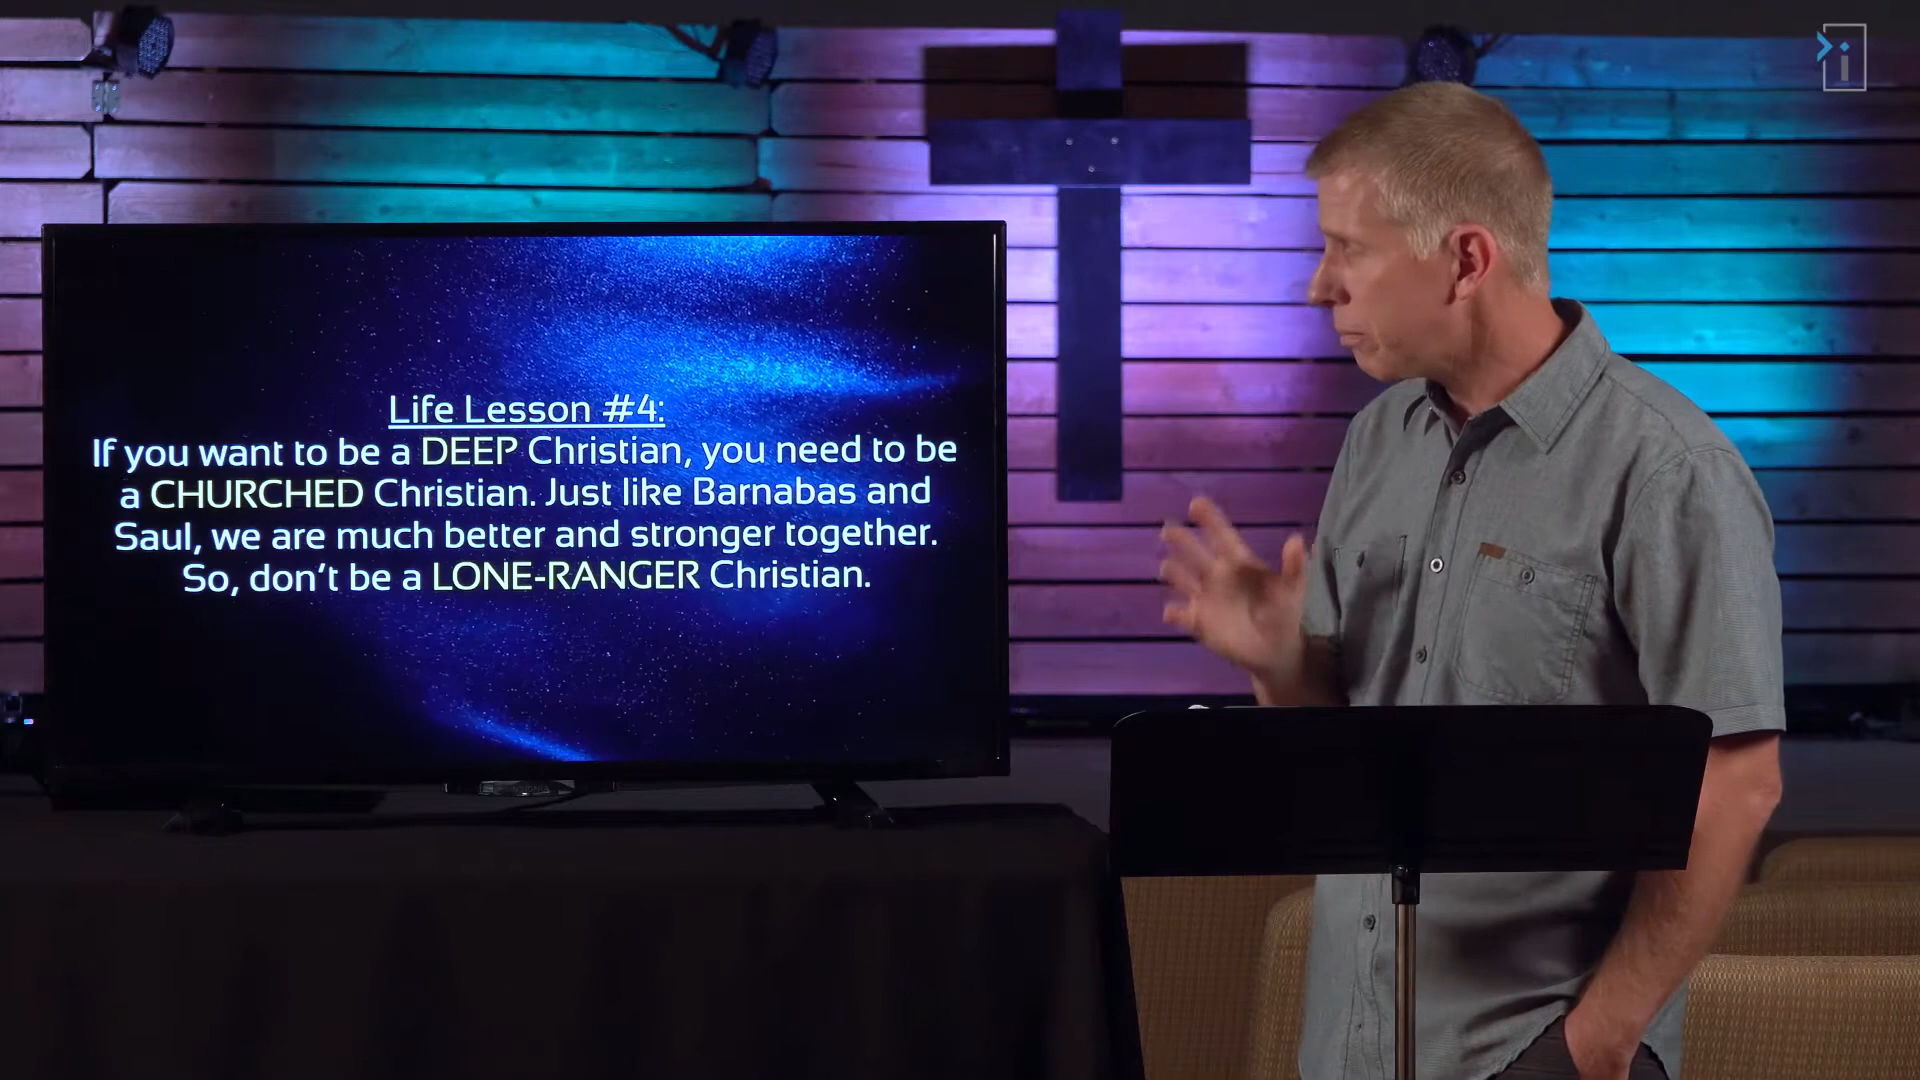 Life Lesson #4:
If you want to be a DEEP Christian, you need to be
a CHURCHED Christian. Just like Barnabas and
Saul, we are much better and stronger together.
So, don't be a LONE-RANGER Christian.